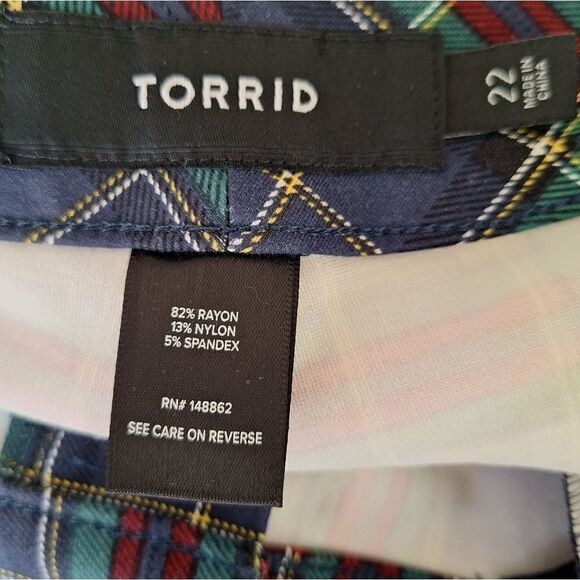 TORRID
22
MADE IN
CHINA
82% RAYON
13% NYLON
5% SPANDEX
RN# 148862
SEE CARE ON REVERSE